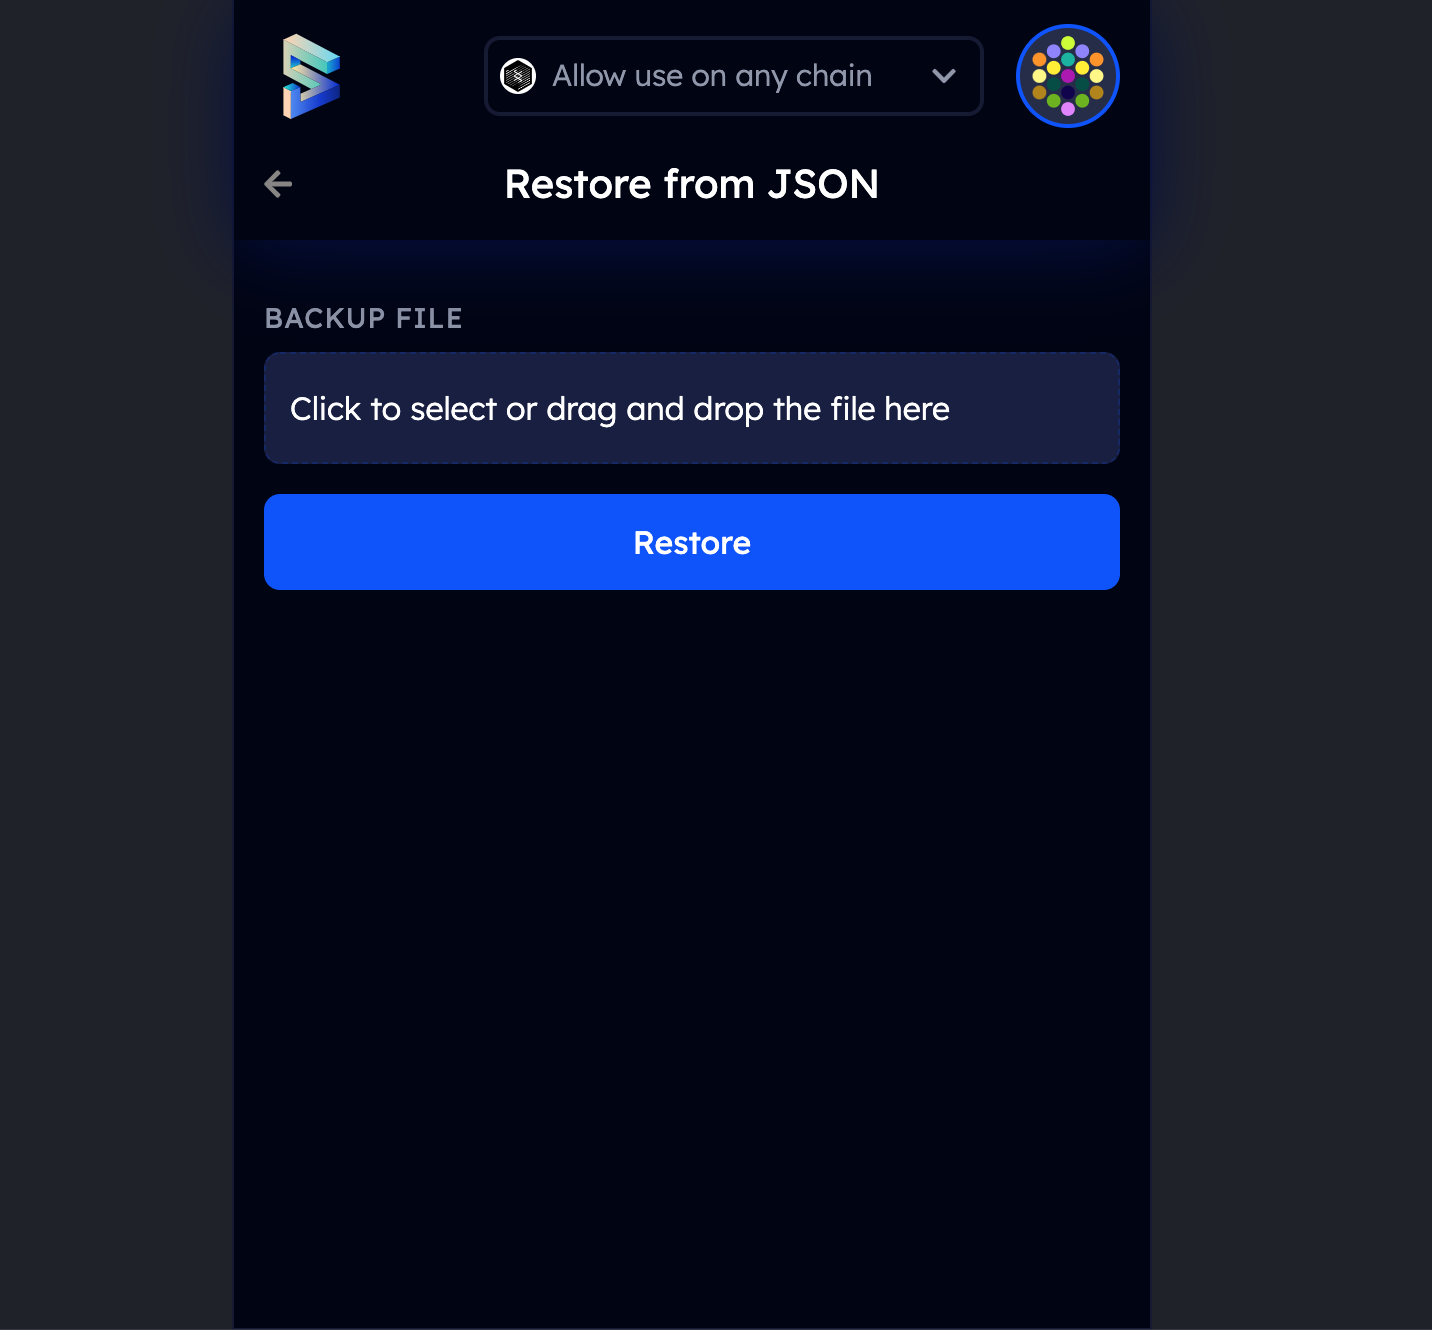 Allow use on any chain
Restore from JSON
BACKUP FILE
Click to select or drag and drop the file here
Restore